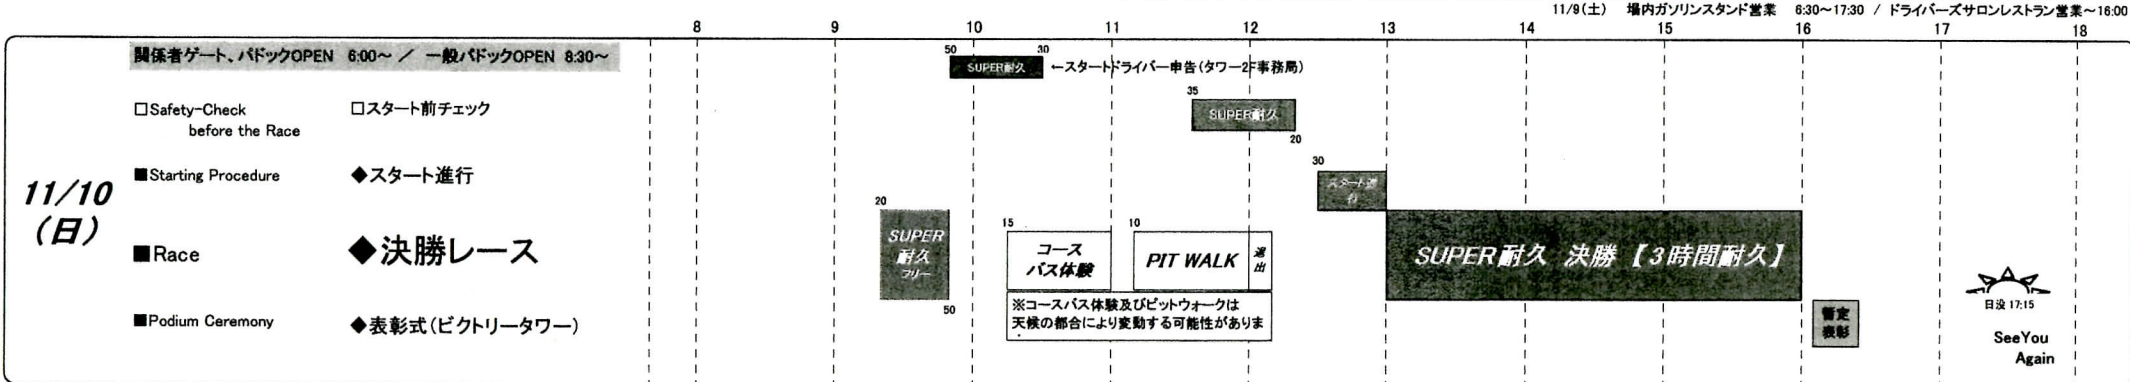 11/9(土) 場内ガソリンスタンド営業 6:30～17:30 / ドライバーズサロンレストラン営業～16:00
8 9 10 11 12 13 14 15 16 17 18
関係者ゲート、パドックOPEN 6:00～ / 一般パドックOPEN 8:30～
50 30
SUPER耐久 ←スタートドライバー申告(タワー2F事務局)
□Safety-Check
before the Race
□スタート前チェック
35
SUPER耐久
20
11/10
(日)
■Starting Procedure ◆スタート進行
30
スタート進
行
■Race ◆決勝レース
20
SUPER
耐久
フリー
50
15
コース
バス体験
10
PIT WALK
退
出
SUPER耐久 決勝【3時間耐久】
※コースバス体験及びピットウォークは
天候の都合により変動する可能性がありま
■Podium Ceremony ◆表彰式(ビクトリータワー)
暫定
表彰
日没 17:15
SeeYou
Again